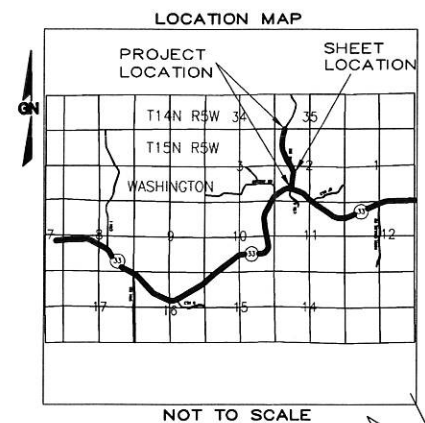 LOCATION MAP
PROJECT LOCATION
SHEET LOCATION
GN
T14N R5W 34 35
T15N R5W
3 2 1
WASHINGTON
7 8 9 10 11 12
33 33 33
17 16 15 14
NOT TO SCALE